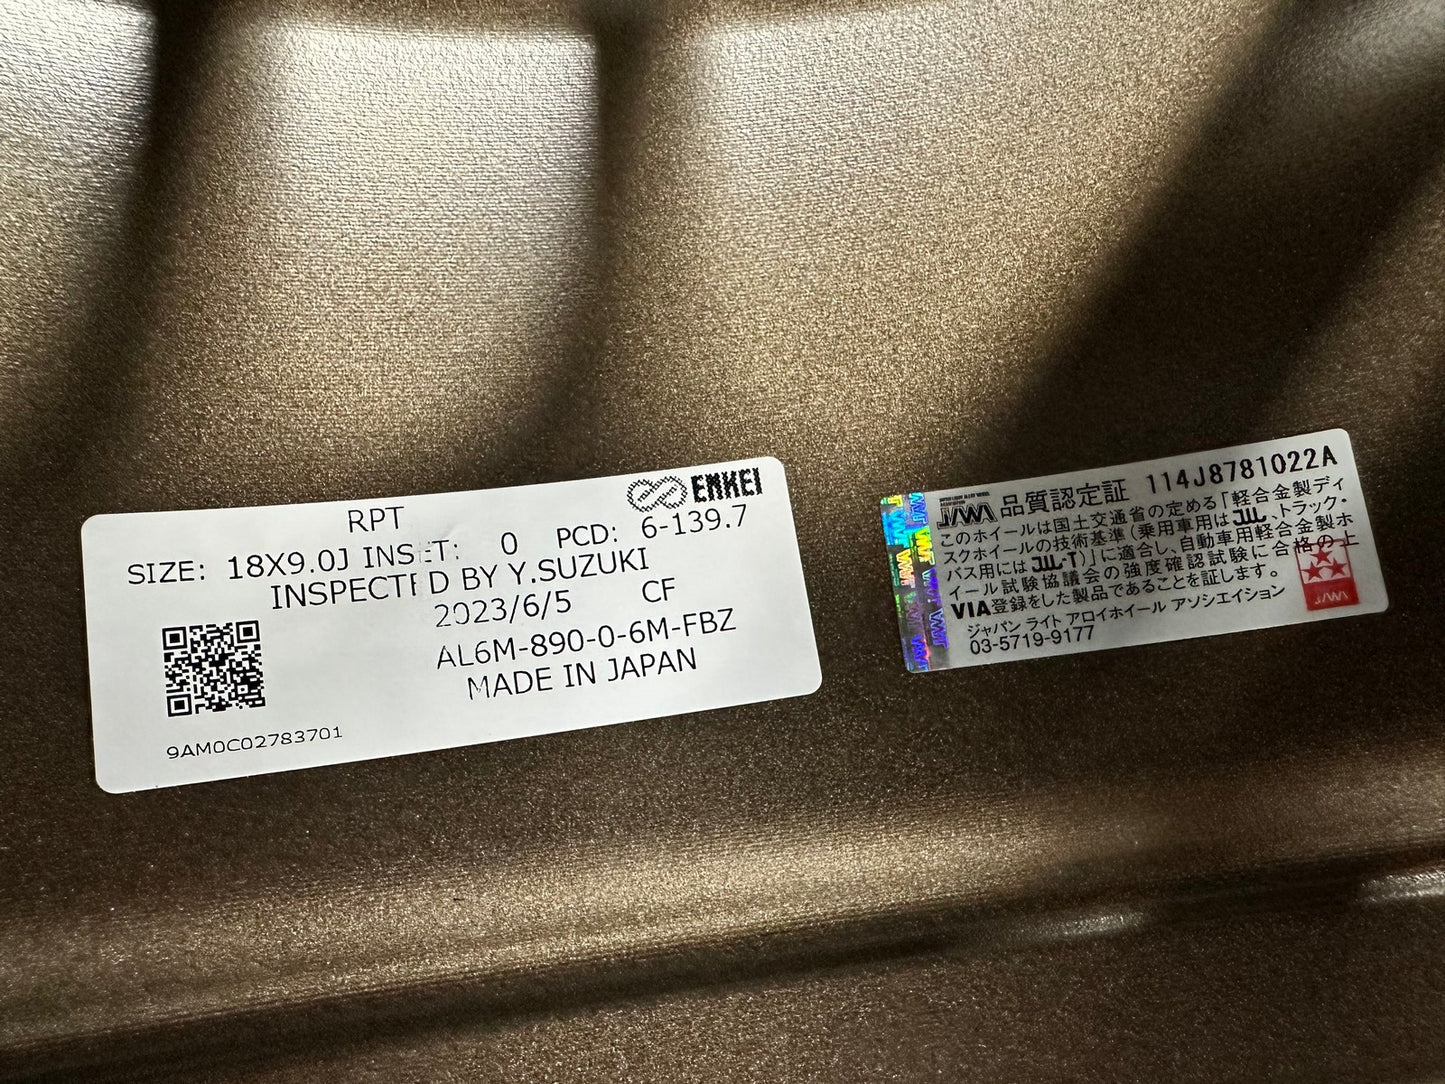 ENKEI
RPT
SIZE: 18X9.0J INSET: 0 PCD: 6-139.7
INSPECTED BY Y.SUZUKI
2023/6/5 CF
AL6M-890-0-6M-FBZ
MADE IN JAPAN
9AM0C02783701
JAWA 品質認定証 114J8781022A
このホイールは国土交通省の定める「軽合金製ディ
スクホイールの技術基準(乗用車用はJWL、トラック・
バス用にはJWL-T)」に適合し、自動車用軽合金製ホ
イール試験協議会の強度確認試験に合格の上
VIA登録をした製品であることを証します。
ジャパン ライト アロイホイール アソシエイション
03-5719-9177
JAWA